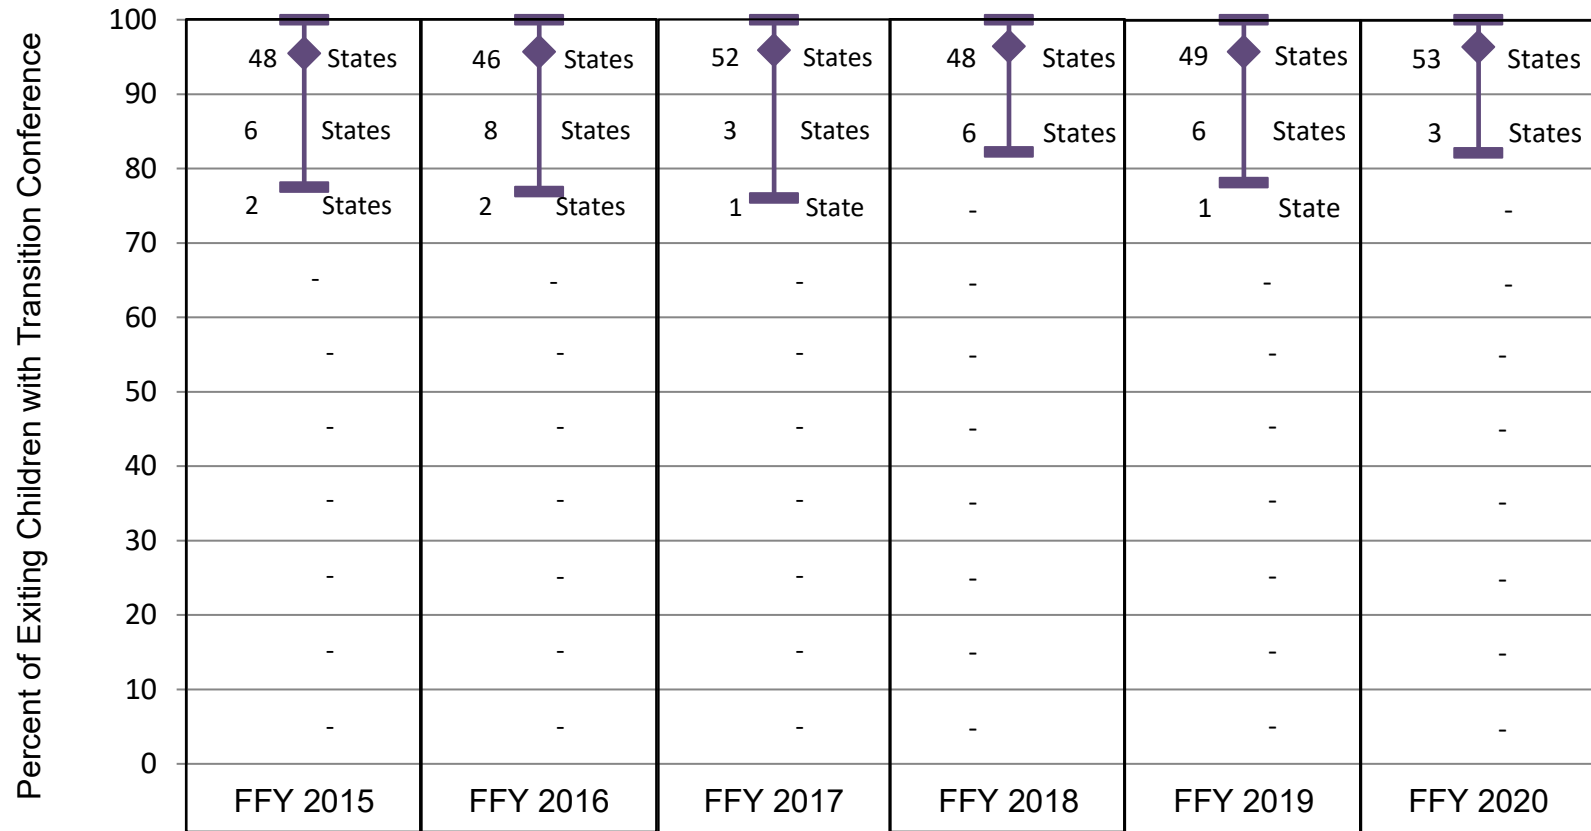 Percent of Exiting Children with Transition Conference
100
48 States 46 States 52 States 48 States 49 States 53 States
90
6 States 8 States 3 States 6 States 6 States 3 States
80
2 States 2 States 1 State - 1 State -
70
- - - - - -
60
- - - - - -
50
- - - - - -
40
- - - - - -
30
- - - - - -
20
- - - - - -
10
- - - - - -
0
FFY 2015 FFY 2016 FFY 2017 FFY 2018 FFY 2019 FFY 2020